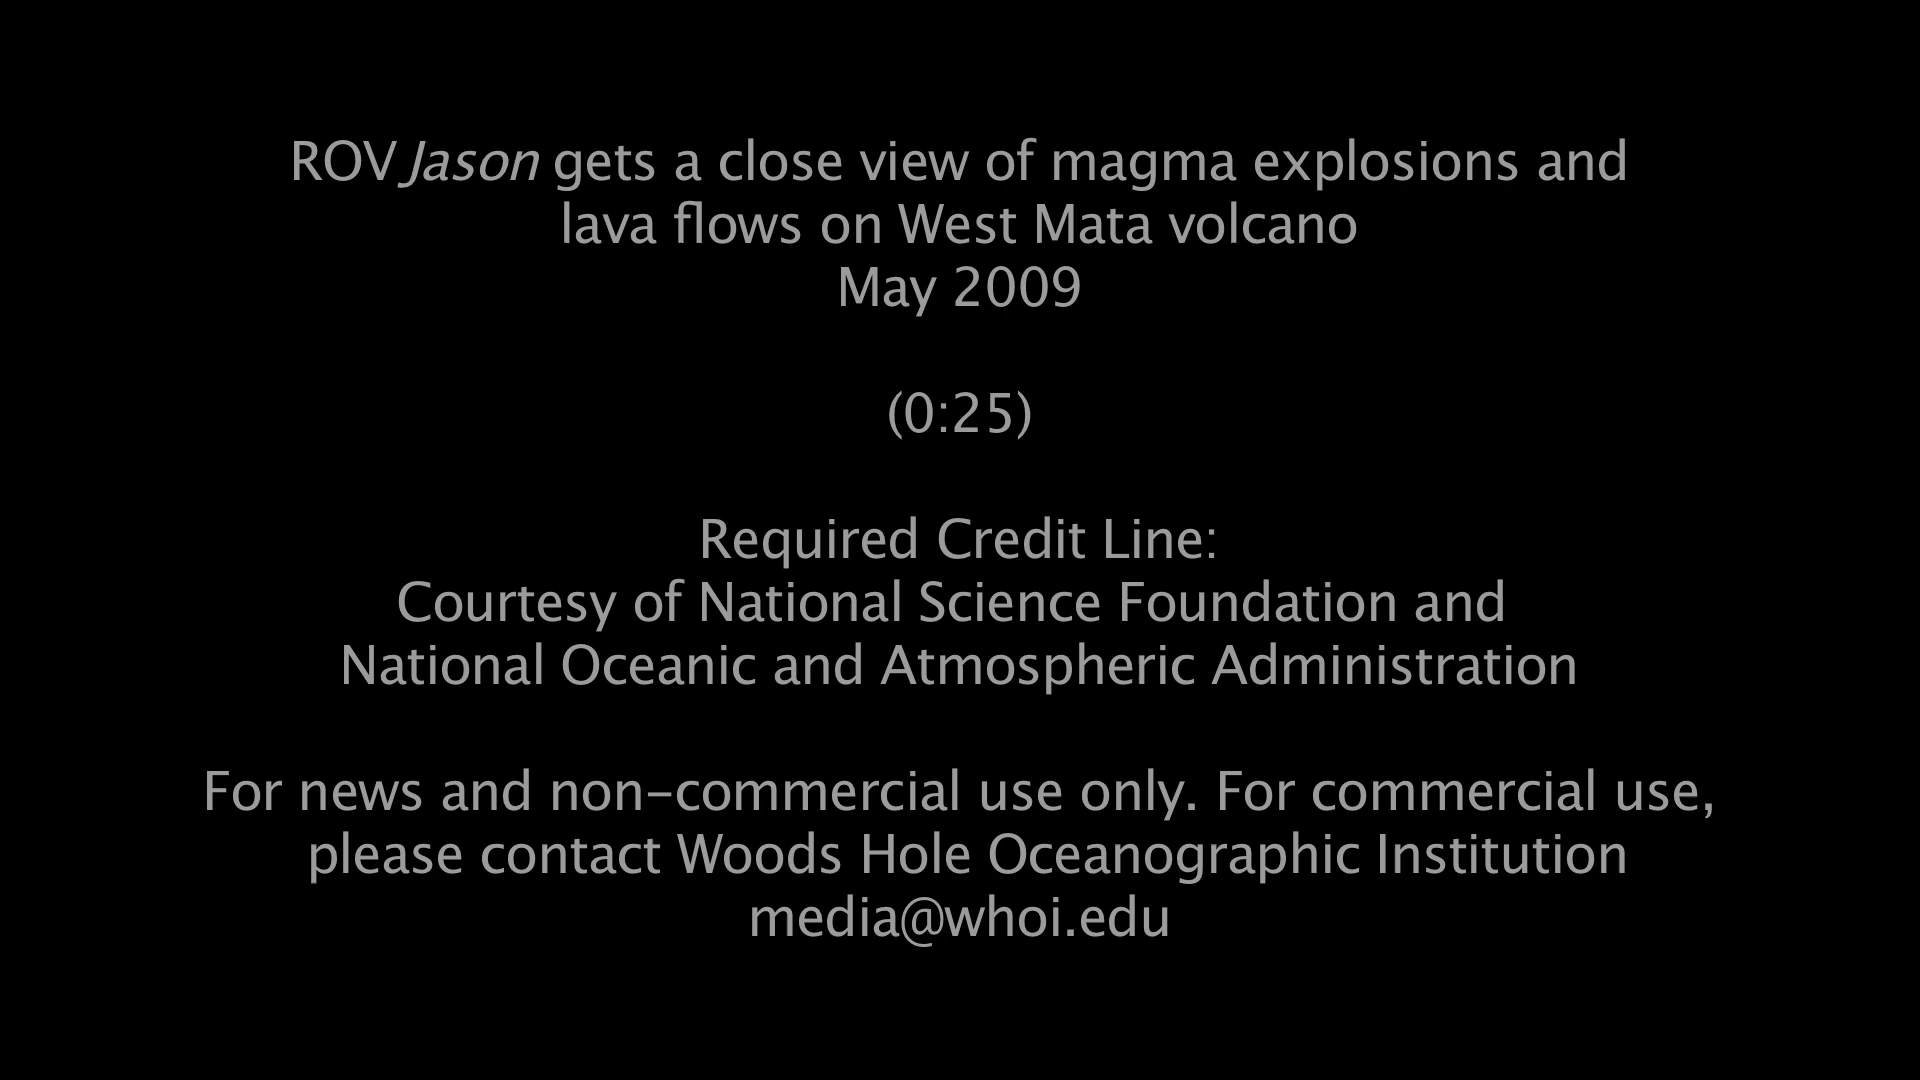 ROV Jason gets a close view of magma explosions and
lava flows on West Mata volcano
May 2009
(0:25)
Required Credit Line:
Courtesy of National Science Foundation and
National Oceanic and Atmospheric Administration
For news and non-commercial use only. For commercial use,
please contact Woods Hole Oceanographic Institution
media@whoi.edu